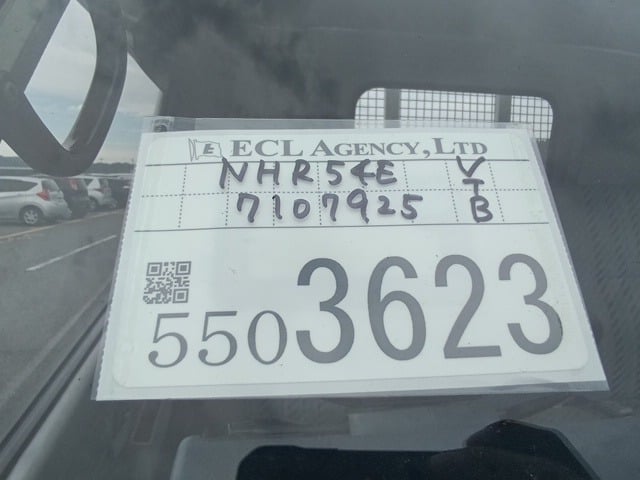 E ECL AGENCY, LTD
NHR54E V
T
7107925 B
5503623